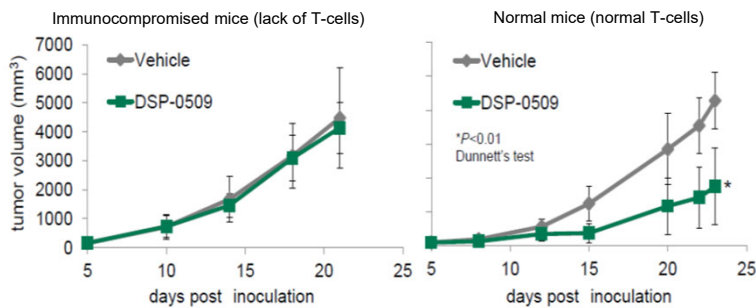 Immunocompromised mice (lack of T-cells)
Normal mice (normal T-cells)
tumor volume (mm³)
7000
6000
5000
4000
3000
2000
1000
0
Vehicle
DSP-0509
5
10
15
20
25
days post inoculation
Vehicle
DSP-0509
*P<0.01
Dunnett's test
*
5
10
15
20
25
days post inoculation